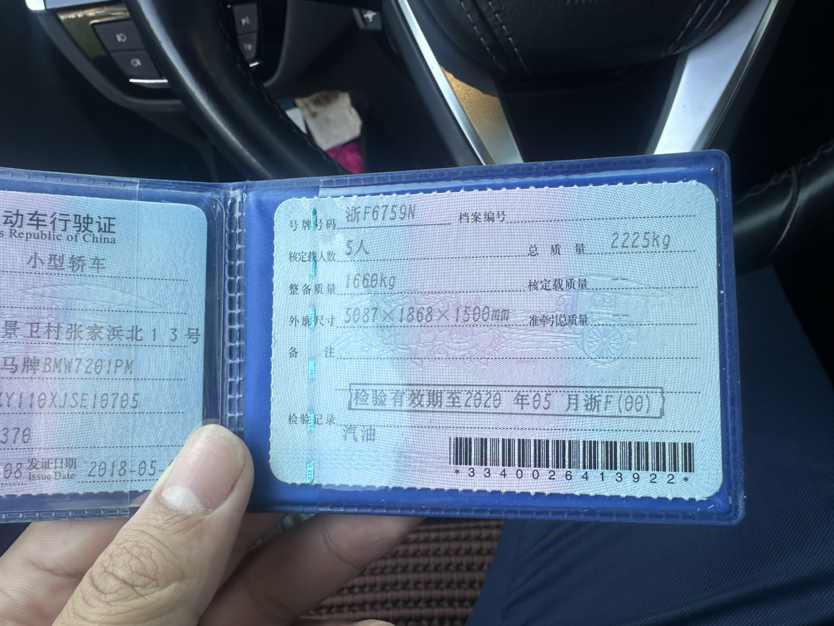 动车行驶证
s Republic of China
小型轿车
景卫村张家浜北13号
马牌BMW7201PM
Y110XJSE10705
370
08 发证日期 Issue Date 2018-05-
号牌号码 浙F6759N 档案编号
核定载人数 5人 总质量 2225kg
整备质量 1660kg 核定载质量 --
外廓尺寸 5087×1868×1500mm 准牵引总质量 --
备注
检验有效期至2020年05月浙F(00)
检验记录
汽油
*3340026413922*